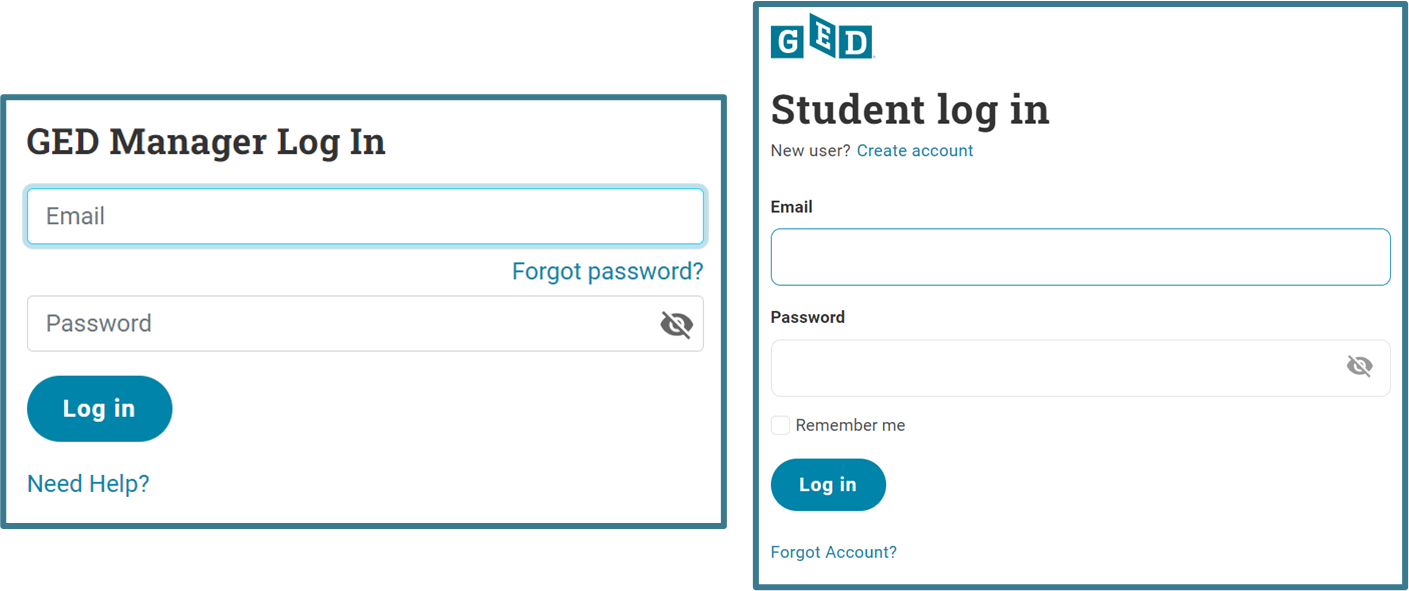 GED Manager Log In
Email
Forgot password?
Password
Log in
Need Help?
GED
Student log in
New user? Create account
Email
Password
Remember me
Log in
Forgot Account?